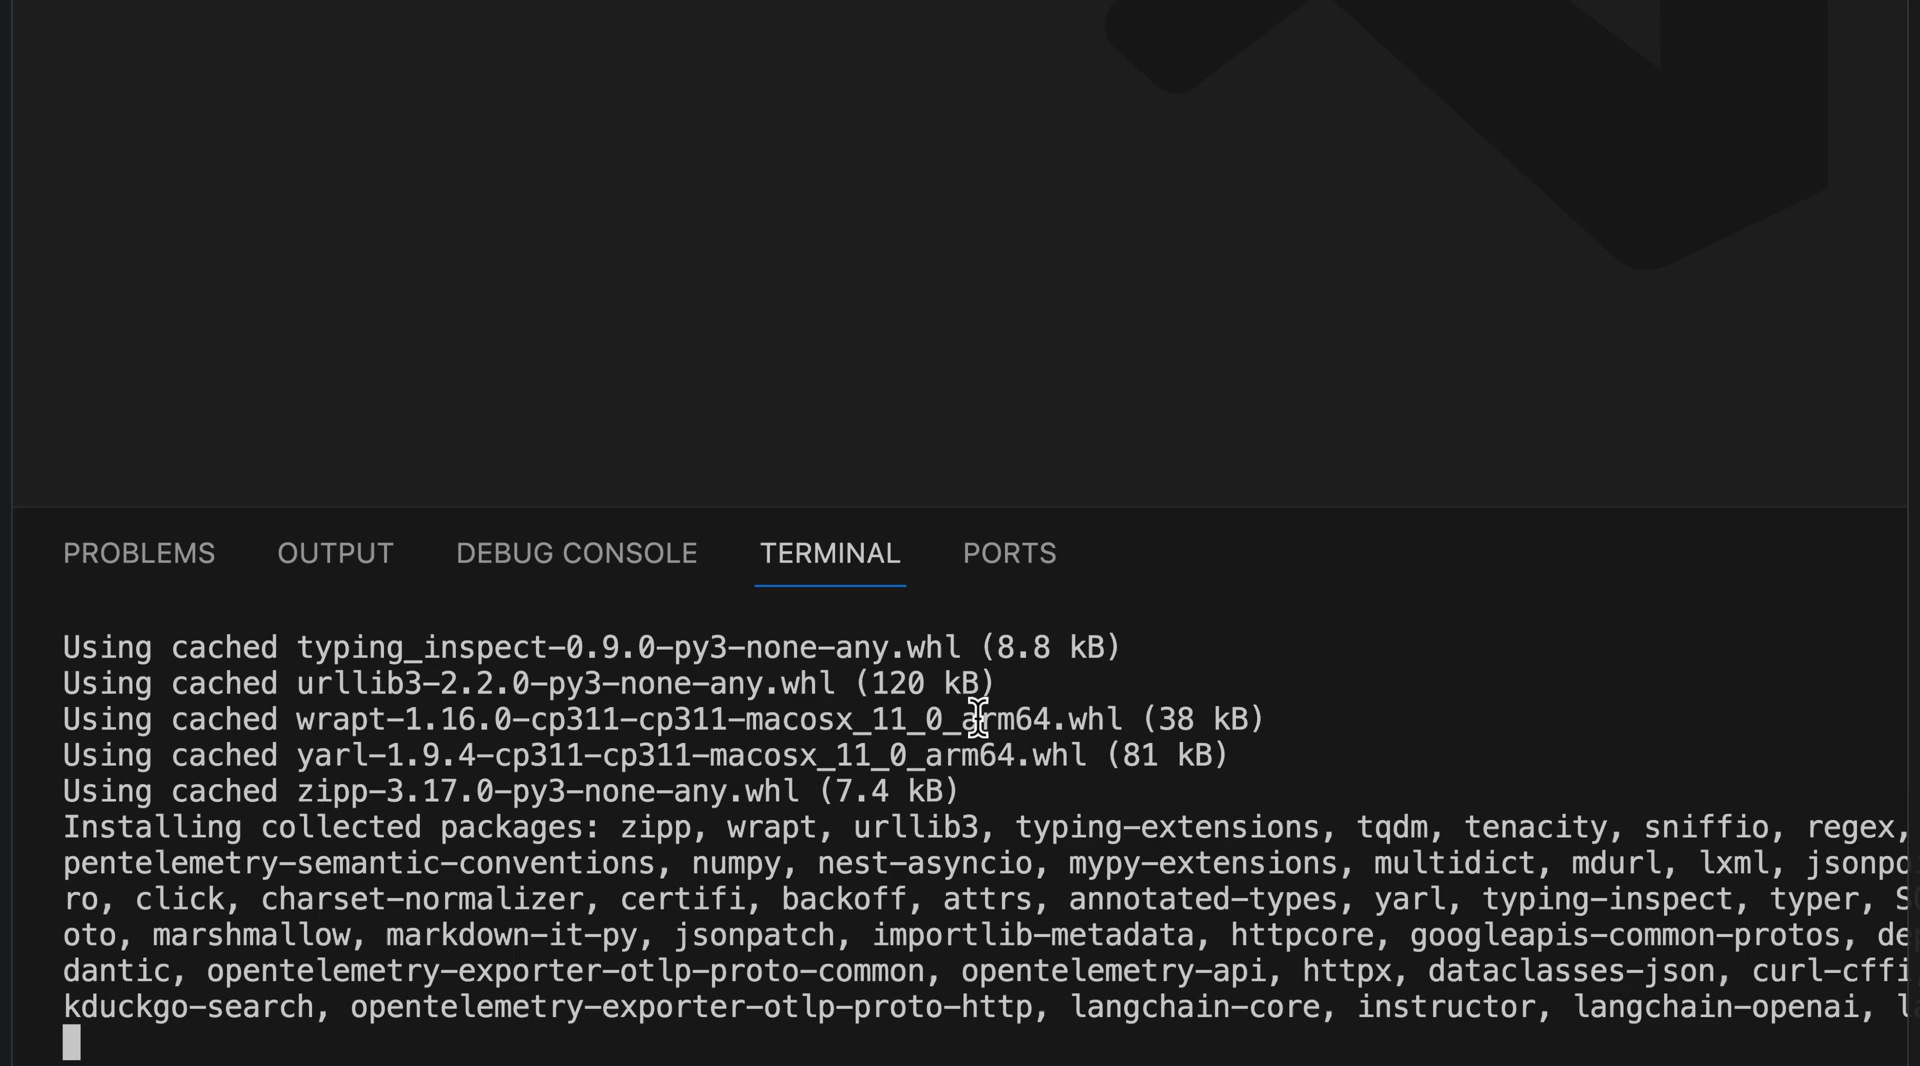 PROBLEMS OUTPUT DEBUG CONSOLE TERMINAL PORTS
Using cached typing_inspect-0.9.0-py3-none-any.whl (8.8 kB)
Using cached urllib3-2.2.0-py3-none-any.whl (120 kB)
Using cached wrapt-1.16.0-cp311-cp311-macosx_11_0_arm64.whl (38 kB)
Using cached yarl-1.9.4-cp311-cp311-macosx_11_0_arm64.whl (81 kB)
Using cached zipp-3.17.0-py3-none-any.whl (7.4 kB)
Installing collected packages: zipp, wrapt, urllib3, typing-extensions, tqdm, tenacity, sniffio, regex,
pentelemetry-semantic-conventions, numpy, nest-asyncio, mypy-extensions, multidict, mdurl, lxml, jsonpo
ro, click, charset-normalizer, certifi, backoff, attrs, annotated-types, yarl, typing-inspect, typer,
oto, marshmallow, markdown-it-py, jsonpatch, importlib-metadata, httpcore, googleapis-common-protos, de
dantic, opentelemetry-exporter-otlp-proto-common, opentelemetry-api, httpx, dataclasses-json, curl-cffi
kduckgo-search, opentelemetry-exporter-otlp-proto-http, langchain-core, instructor, langchain-openai,